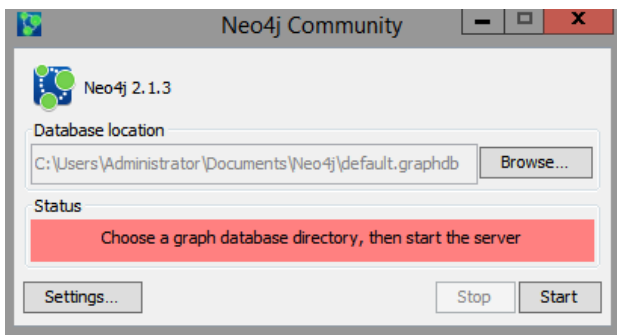 Neo4j Community
Neo4j 2.1.3
Database location
C:\Users\Administrator\Documents\Neo4j\default.graphdb
Browse...
Status
Choose a graph database directory, then start the server
Settings...
Stop
Start